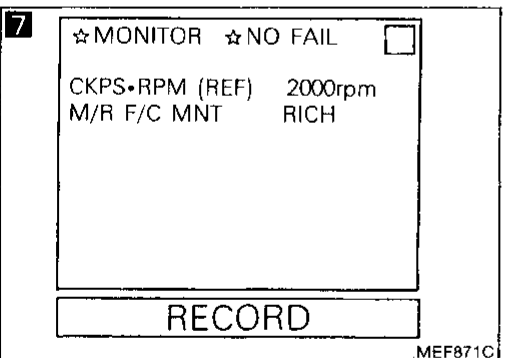 7
☆MONITOR ☆NO FAIL
CKPS•RPM (REF) 2000rpm
M/R F/C MNT RICH
RECORD
MEF871C